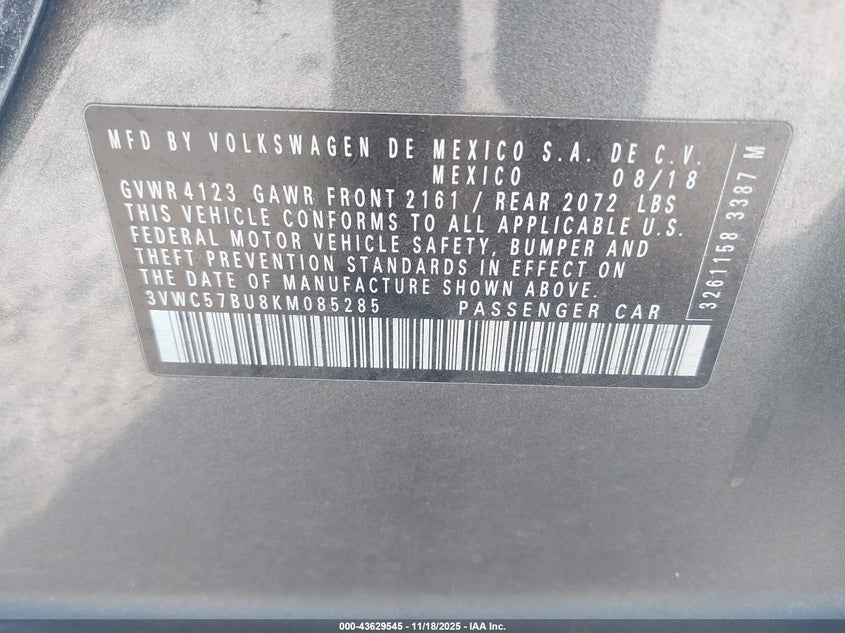 MFD BY VOLKSWAGEN DE MEXICO S.A. DE C.V.
MEXICO 08/18
GVWR 4123 GAWR FRONT 2161 / REAR 2072 LBS
THIS VEHICLE CONFORMS TO ALL APPLICABLE U.S.
FEDERAL MOTOR VEHICLE SAFETY, BUMPER AND
THEFT PREVENTION STANDARDS IN EFFECT ON
THE DATE OF MANUFACTURE SHOWN ABOVE.
3VWC57BU8KM085285 PASSENGER CAR
3261158 3387 M
000-43629545 - 11/18/2025 - IAA Inc.